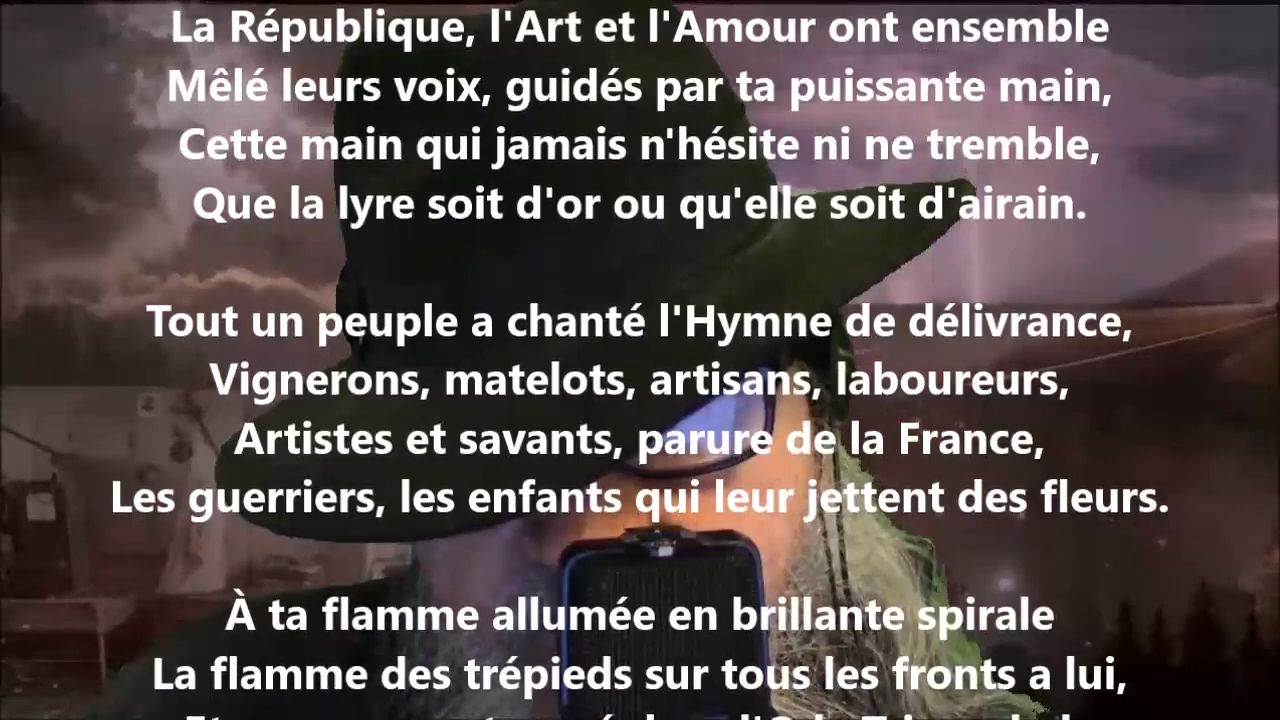 La République, l'Art et l'Amour ont ensemble
Mêlé leurs voix, guidés par ta puissante main,
Cette main qui jamais n'hésite ni ne tremble,
Que la lyre soit d'or ou qu'elle soit d'airain.
Tout un peuple a chanté l'Hymne de délivrance,
Vignerons, matelots, artisans, laboureurs,
Artistes et savants, parure de la France,
Les guerriers, les enfants qui leur jettent des fleurs.
À ta flamme allumée en brillante spirale
La flamme des trépieds sur tous les fronts a lui,